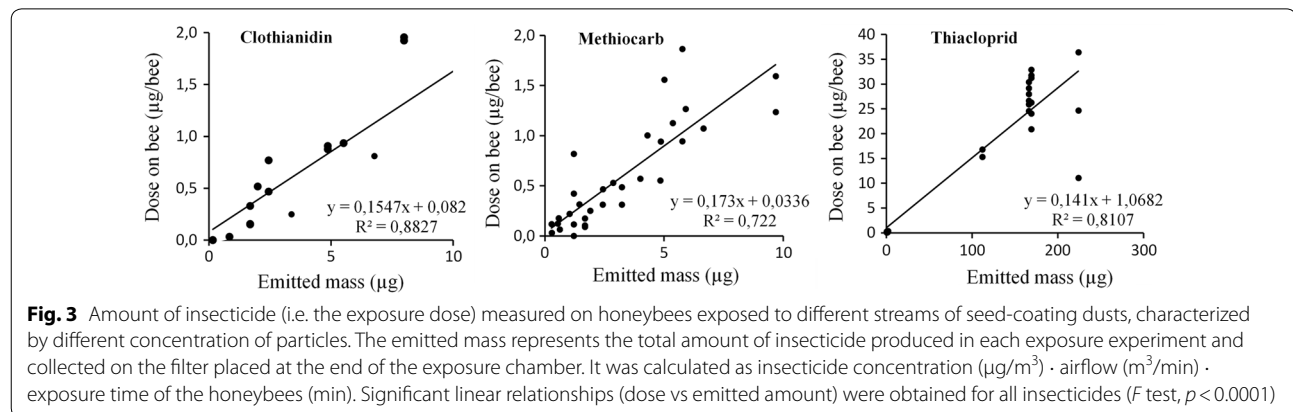 Clothianidin
2,0
1,5
1,0
0,5
0,0
0
5
10
Dose on bee (µg/bee)
Emitted mass (µg)
y = 0,1547x + 0,082
R² = 0,8827
Methiocarb
2,0
1,5
1,0
0,5
0,0
0
5
10
Dose on bee (µg/bee)
Emitted mass (µg)
y = 0,173x + 0,0336
R² = 0,722
Thiacloprid
40
35
30
25
20
15
10
5
0
0
100
200
300
Dose on bee (µg/bee)
Emitted mass (µg)
y = 0,141x + 1,0682
R² = 0,8107
Fig. 3 Amount of insecticide (i.e. the exposure dose) measured on honeybees exposed to different streams of seed-coating dusts, characterized
by different concentration of particles. The emitted mass represents the total amount of insecticide produced in each exposure experiment and
collected on the filter placed at the end of the exposure chamber. It was calculated as insecticide concentration (µg/m³) · airflow (m³/min) ·
exposure time of the honeybees (min). Significant linear relationships (dose vs emitted amount) were obtained for all insecticides (F test, p < 0.0001)